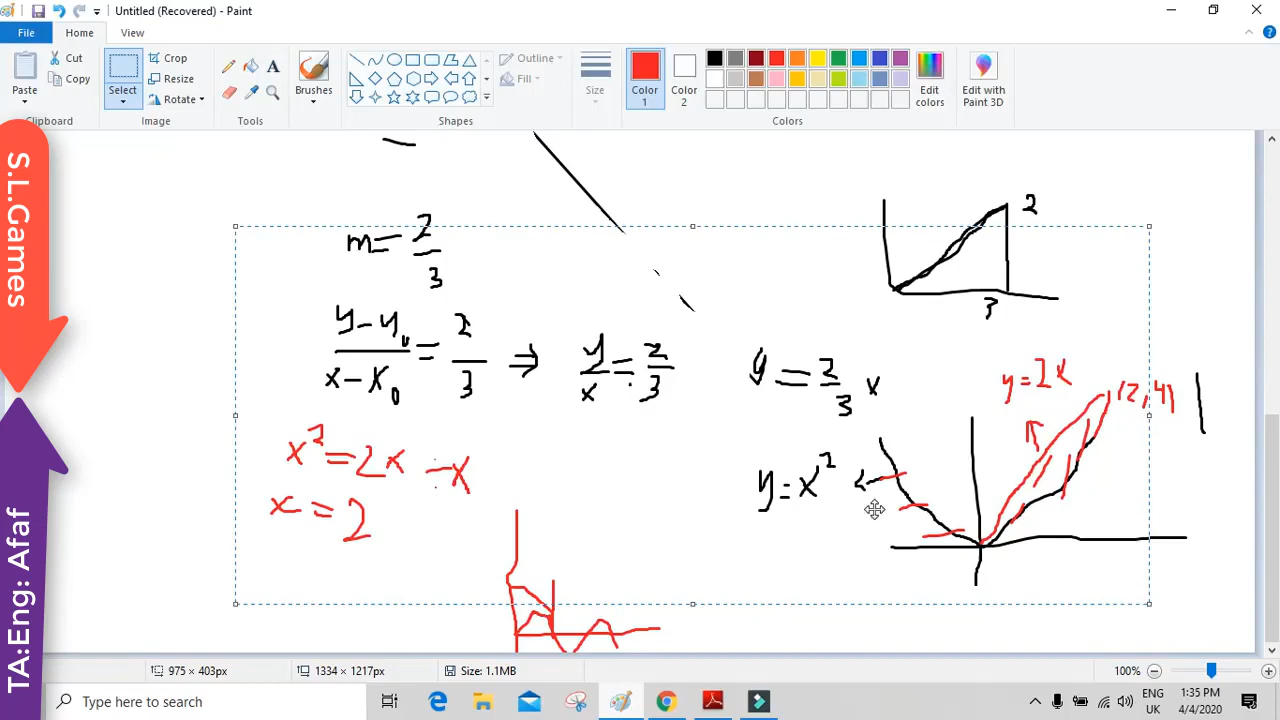 Untitled (Recovered) - Paint
File
Home
View
Paste
Cut
Copy
Clipboard
Select
Crop
Resize
Rotate
Image
Tools
Brushes
Outline
Fill
Shapes
Size
Color 1
Color 2
Edit colors
Edit with Paint 3D
Colors
S.L.Games
TA:Eng: Afaf
m = 2/3
2
3
y-y₀/x-x₀ = 2/3 ⇒ y/x = 2/3
y = 2/3 x
x² = 2x ÷x
x = 2
y = x²
y = 2x
(2,4)
975 × 403px
1334 × 1217px
Size: 1.1MB
100%
Type here to search
ENG
UK
1:35 PM
4/4/2020